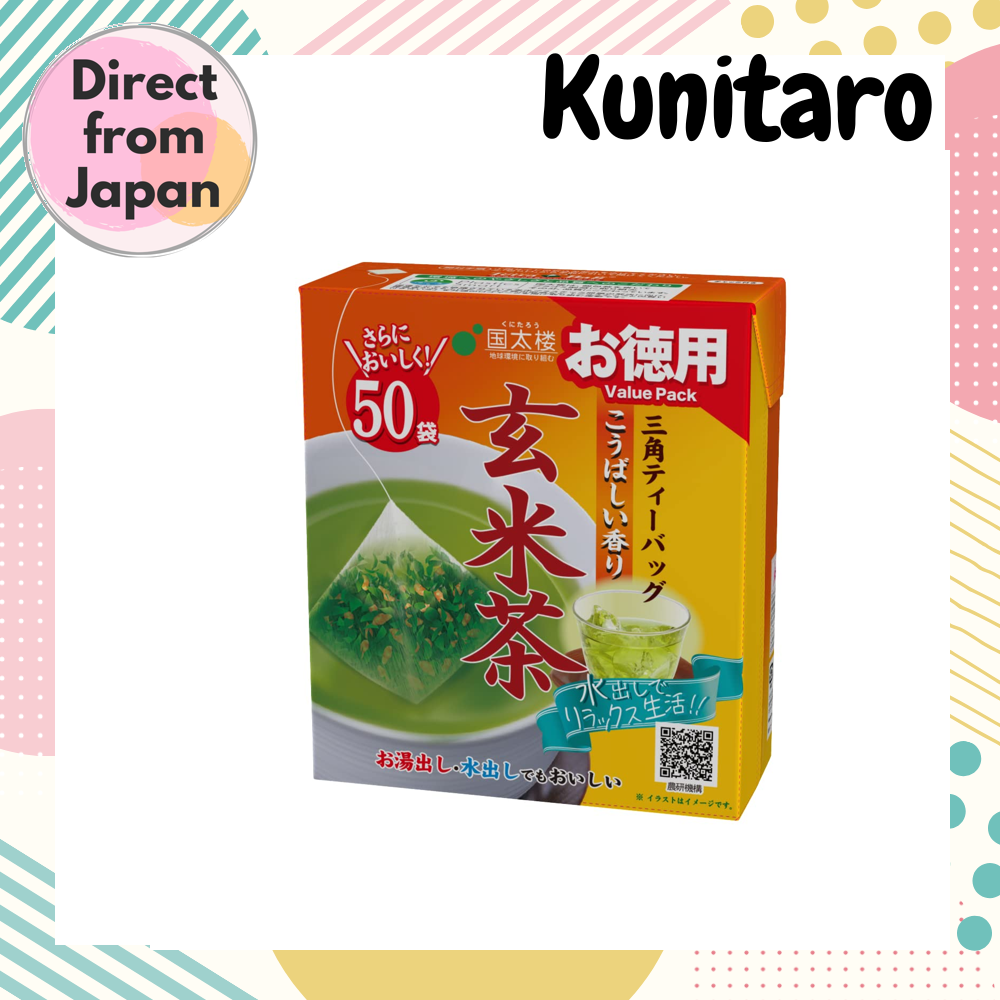 Direct
from
Japan
Kunitaro
さらに
おいしく!
50袋
くにたろう
国太楼
地球環境に取り組む
お徳用
Value Pack
三角ティーバッグ
こうばしい香り
玄米茶
水出しで
リラックス生活!!
お湯出し・水出しでもおいしい
農研機構
※イラストはイメージです。